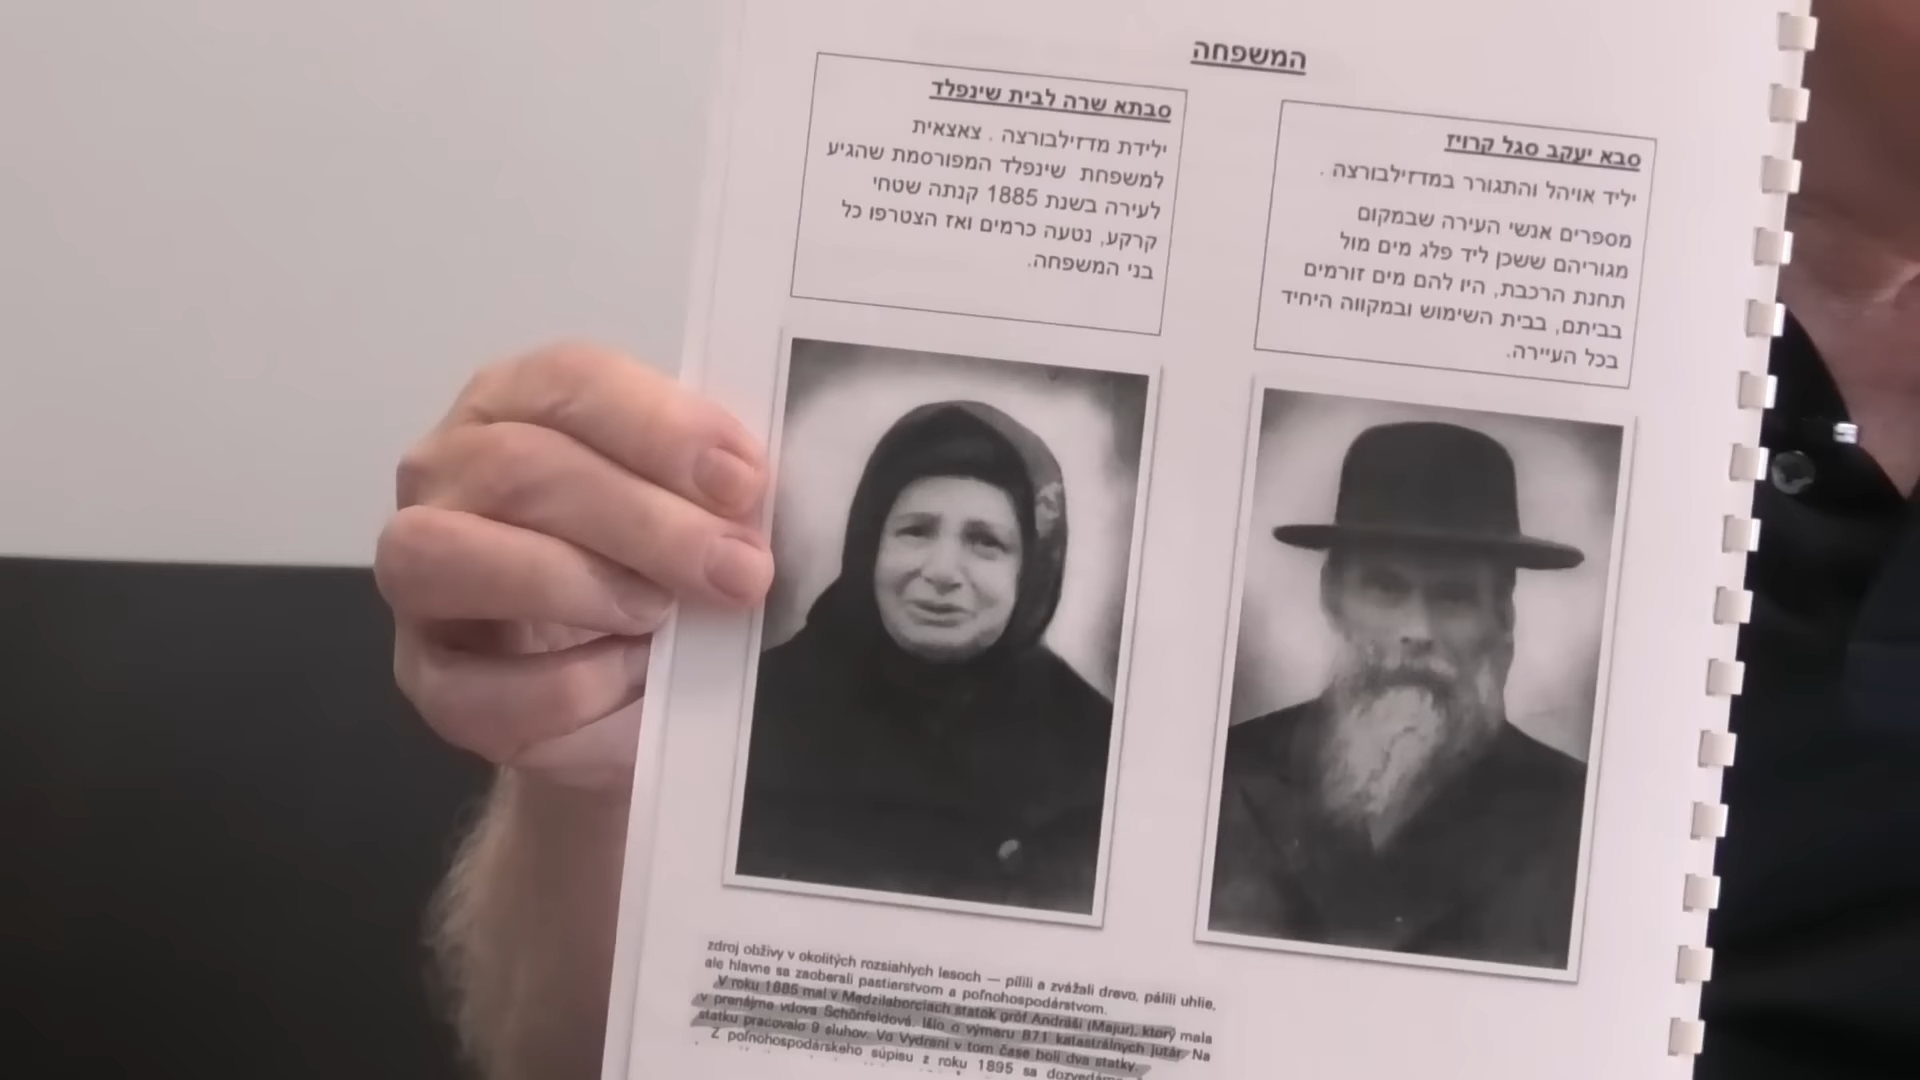 המשפחה
סבא יעקב סגל קרויז
יליד אויהל והתגורר במדזילבורצה .
מספרים אנשי העירה שבמקום
מגוריהם ששכן ליד פלג מים מול
תחנת הרכבת, היו להם מים זורמים
בביתם, בבית השימוש ובמקווה היחיד
בכל העיירה.
סבתא שרה לבית שינפלד
ילידת מדזילבורצה . צאצאית
למשפחת שינפלד המפורסמת שהגיע
לעירה בשנת 1885 קנתה שטחי
קרקע, נטעה כרמים ואז הצטרפו כל
בני המשפחה.
zdroj obživy v okolitých rozsiahlych lesoch — pílili a zvážali drevo, pálili uhlie,
ale hlavne sa zaoberali pastierstvom a poľnohospodárstvom.
V roku 1885 mal v Medzilaborciach statok gróf Andráši (Majur), ktorý mala
v prenájme vdova Schönfeldová. Išlo o výmeru 871 katastrálnych jutár. Na
statku pracovalo 9 sluhov. Vo Vydrani v tom čase boli dva statky.
Z poľnohospodárskeho súpisu z roku 1895 sa